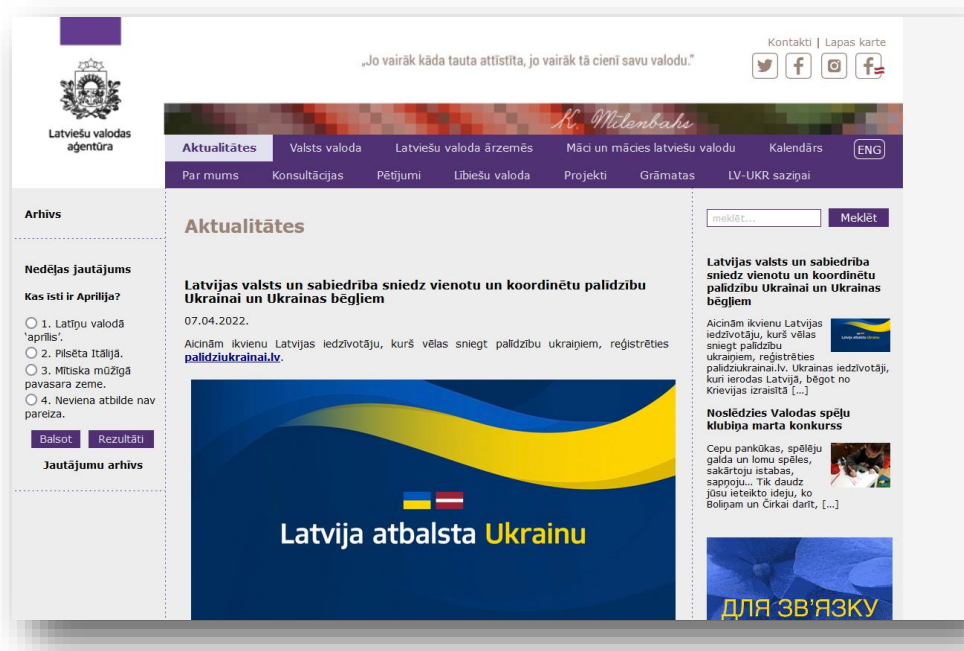 Latviešu valodas
aģentūra
„Jo vairāk kāda tauta attīstīta, jo vairāk tā cienī savu valodu."
Kontakti | Lapas karte
K. Mīlenbahs
Aktualitātes Valsts valoda Latviešu valoda ārzemēs Māci un mācies latviešu valodu Kalendārs ENG
Par mums Konsultācijas Pētījumi Lībiešu valoda Projekti Grāmatas LV-UKR saziņai
Arhīvs
Nedēļas jautājums
Kas īsti ir Aprilija?
1. Latīņu valodā
'aprīlis'.
2. Pilsēta Itālijā.
3. Mītiska mūžīgā
pavasara zeme.
4. Neviena atbilde nav
pareiza.
Balsot Rezultāti
Jautājumu arhīvs
Aktualitātes
Latvijas valsts un sabiedrība sniedz vienotu un koordinētu palīdzību
Ukrainai un Ukrainas bēgļiem
07.04.2022.
Aicinām ikvienu Latvijas iedzīvotāju, kurš vēlas sniegt palīdzību ukraiņiem, reģistrēties
palidziukrainai.lv.
Latvija atbalsta Ukrainu
meklēt... Meklēt
Latvijas valsts un sabiedrība
sniedz vienotu un koordinētu
palīdzību Ukrainai un Ukrainas
bēgļiem
Aicinām ikvienu Latvijas
iedzīvotāju, kurš vēlas
sniegt palīdzību
ukraiņiem, reģistrēties
palidziukrainai.lv. Ukrainas iedzīvotāji,
kuri ierodas Latvijā, bēgot no
Krievijas izraisītā [...]
Noslēdzies Valodas spēļu
klubiņa marta konkurss
Cepu pankūkas, spēlēju
galda un lomu spēles,
sakārtoju istabas,
sapņoju... Tik daudz
jūsu ieteikto ideju, ko
Boliņam un Čirkai darīt, [...]
ДЛЯ ЗВ'ЯЗКУ